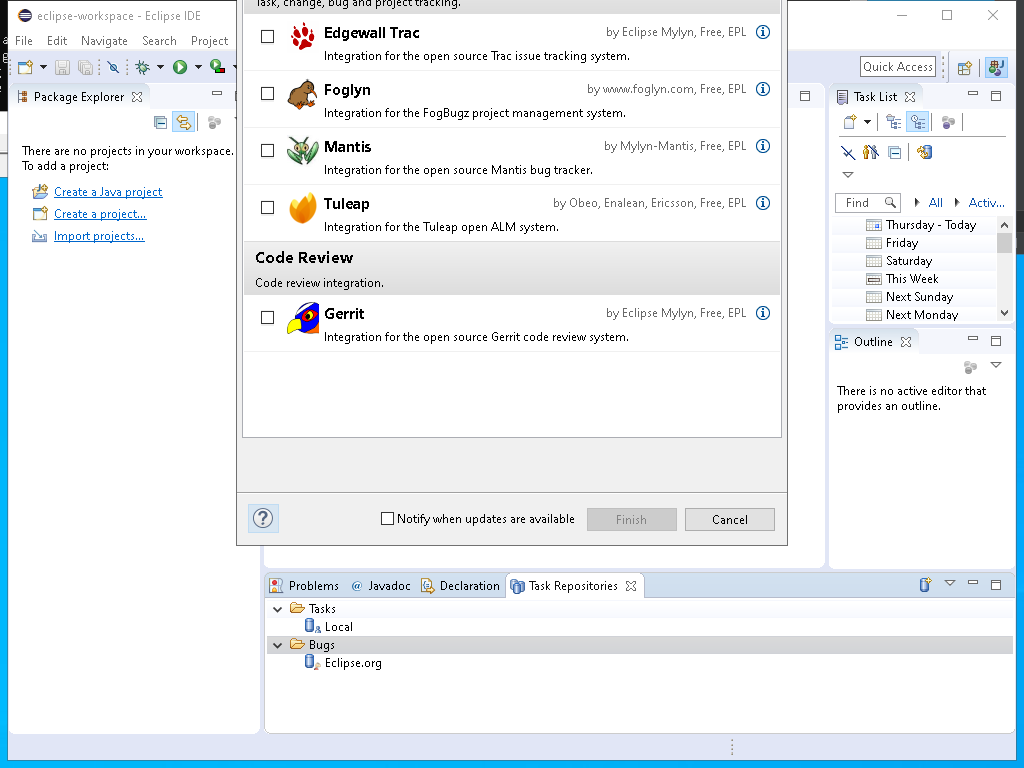 eclipse-workspace - Eclipse IDE
File Edit Navigate Search Project
Quick Access
Package Explorer
There are no projects in your workspace.
To add a project:
Create a Java project
Create a project...
Import projects...
Task, change, bug and project tracking.
Edgewall Trac
by Eclipse Mylyn, Free, EPL
Integration for the open source Trac issue tracking system.
Foglyn
by www.foglyn.com, Free, EPL
Integration for the FogBugz project management system.
Mantis
by Mylyn-Mantis, Free, EPL
Integration for the open source Mantis bug tracker.
Tuleap
by Obeo, Enalean, Ericsson, Free, EPL
Integration for the Tuleap open ALM system.
Code Review
Code review integration.
Gerrit
by Eclipse Mylyn, Free, EPL
Integration for the open source Gerrit code review system.
Notify when updates are available
Finish
Cancel
Task List
Find
All
Activ...
Thursday - Today
Friday
Saturday
This Week
Next Sunday
Next Monday
Outline
There is no active editor that
provides an outline.
Problems @ Javadoc Declaration Task Repositories
Tasks
Local
Bugs
Eclipse.org